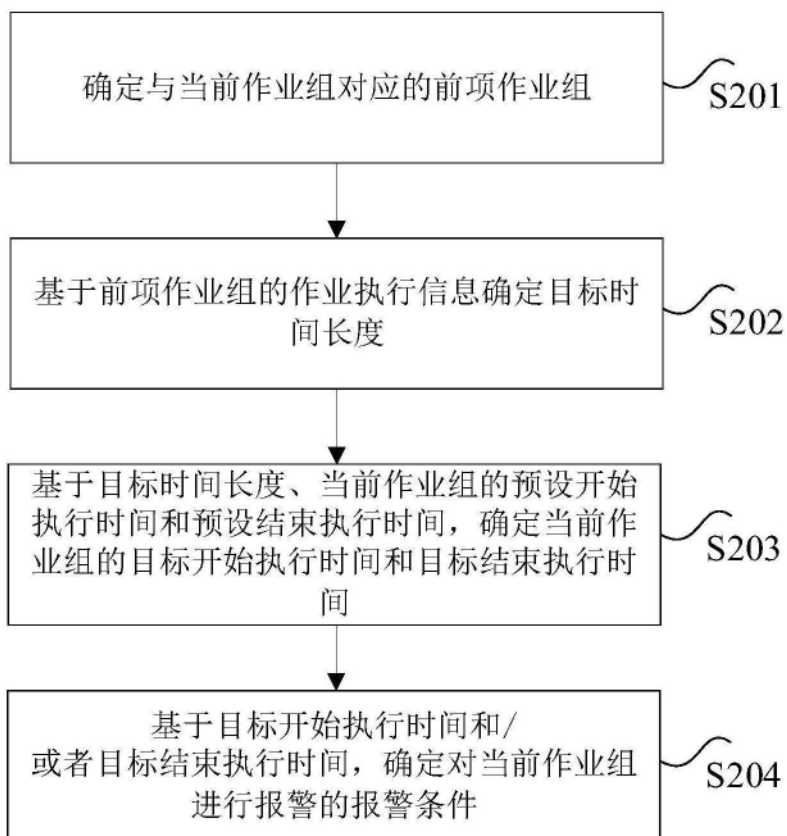 确定与当前作业组对应的前项作业组
S201
基于前项作业组的作业执行信息确定目标时
间长度
S202
基于目标时间长度、当前作业组的预设开始
执行时间和预设结束执行时间，确定当前作
业组的目标开始执行时间和目标结束执行时
间
S203
基于目标开始执行时间和/
或者目标结束执行时间，确定对当前作业组
进行报警的报警条件
S204